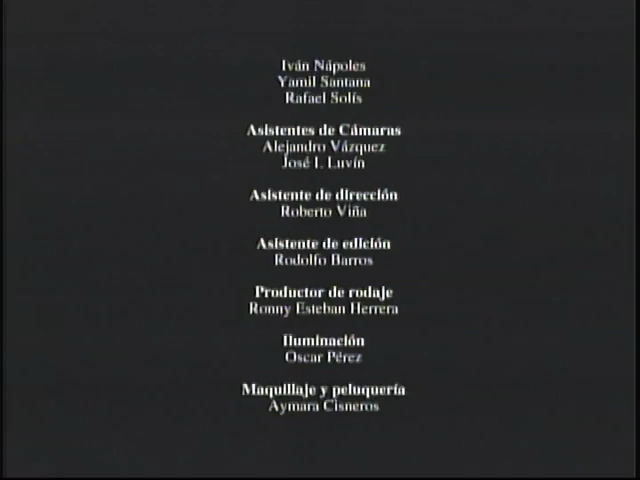 Iván Nápoles
Yamil Santana
Rafael Solís
Asistentes de Cámaras
Alejandro Vázquez
José I. Luvín
Asistente de dirección
Roberto Viña
Asistente de edición
Rodolfo Barros
Productor de rodaje
Ronny Esteban Herrera
Iluminación
Oscar Pérez
Maquillaje y peluquería
Aymara Cisneros